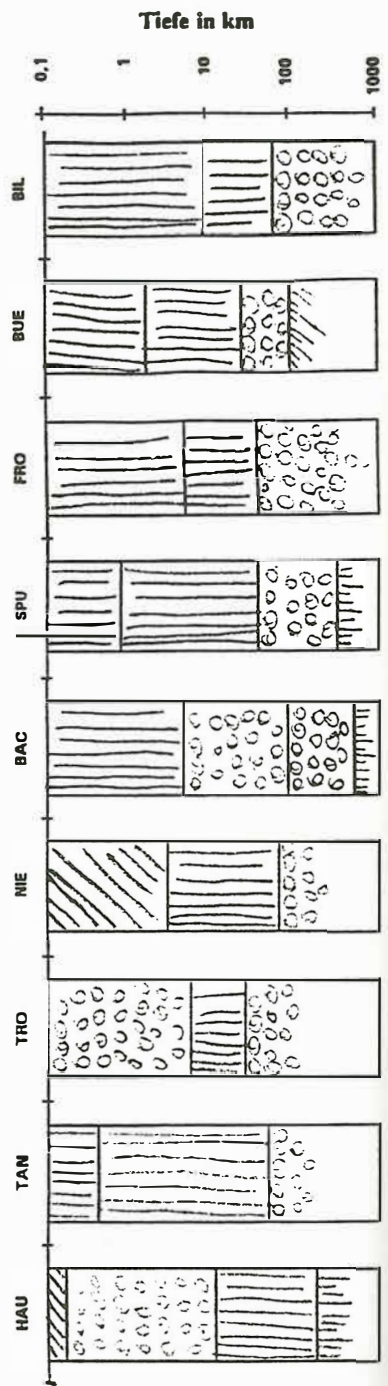 Tiefe in km
0,1 1 10 100 1000
BIL
BUE
FRO
SPU
BAC
NIE
TRO
TAN
HAU